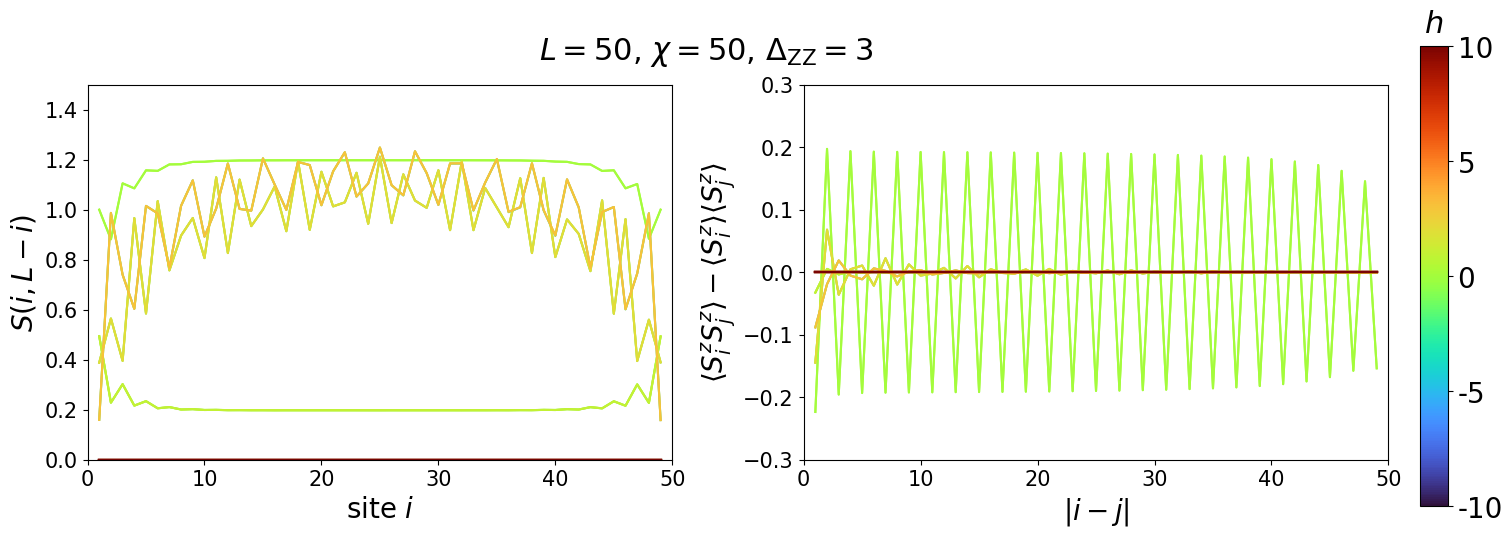 L = 50, χ = 50, Δ_ZZ = 3
S(i, L − i)
1.4
1.2
1.0
0.8
0.6
0.4
0.2
0.0
0 10 20 30 40 50
site i
⟨S_i^z S_j^z⟩ − ⟨S_i^z⟩⟨S_j^z⟩
0.3
0.2
0.1
0.0
−0.1
−0.2
−0.3
0 10 20 30 40 50
|i − j|
h
10
5
0
-5
-10